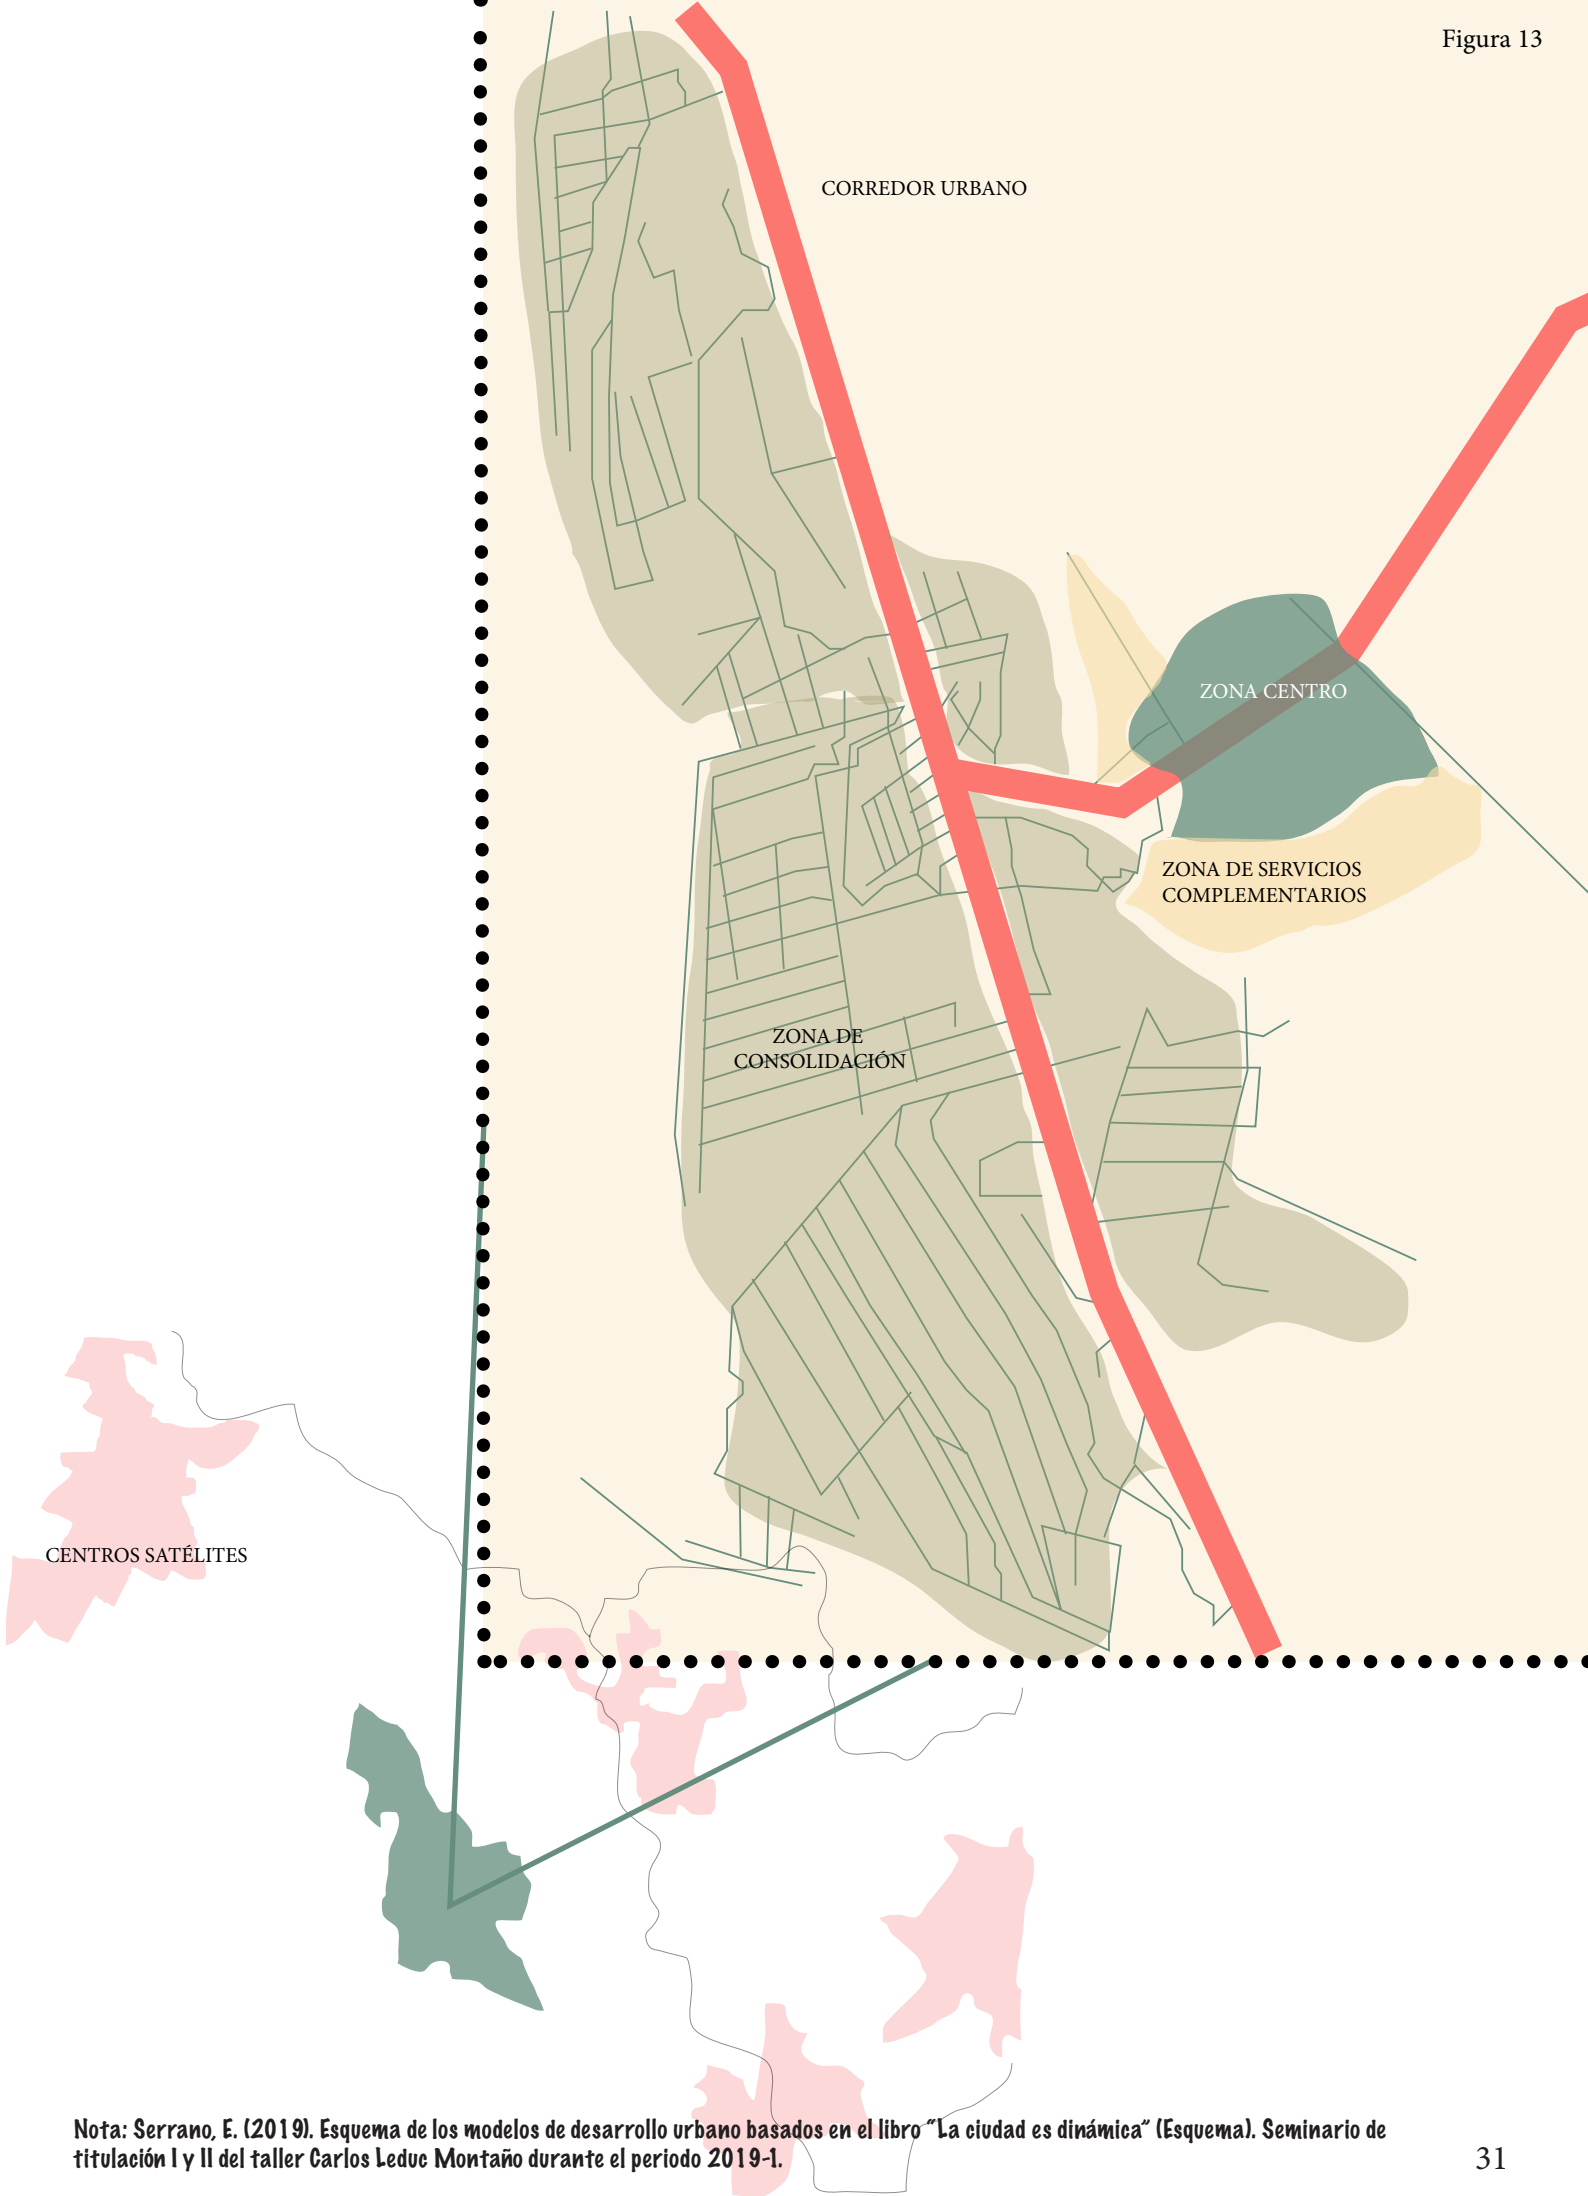 Figura 13
CORREDOR URBANO
ZONA CENTRO
ZONA DE SERVICIOS
COMPLEMENTARIOS
ZONA DE
CONSOLIDACIÓN
CENTROS SATÉLITES
Nota: Serrano, E. (2019). Esquema de los modelos de desarrollo urbano basados en el libro “La ciudad es dinámica” (Esquema). Seminario de
titulación I y II del taller Carlos Leduc Montaño durante el periodo 2019-1.
31